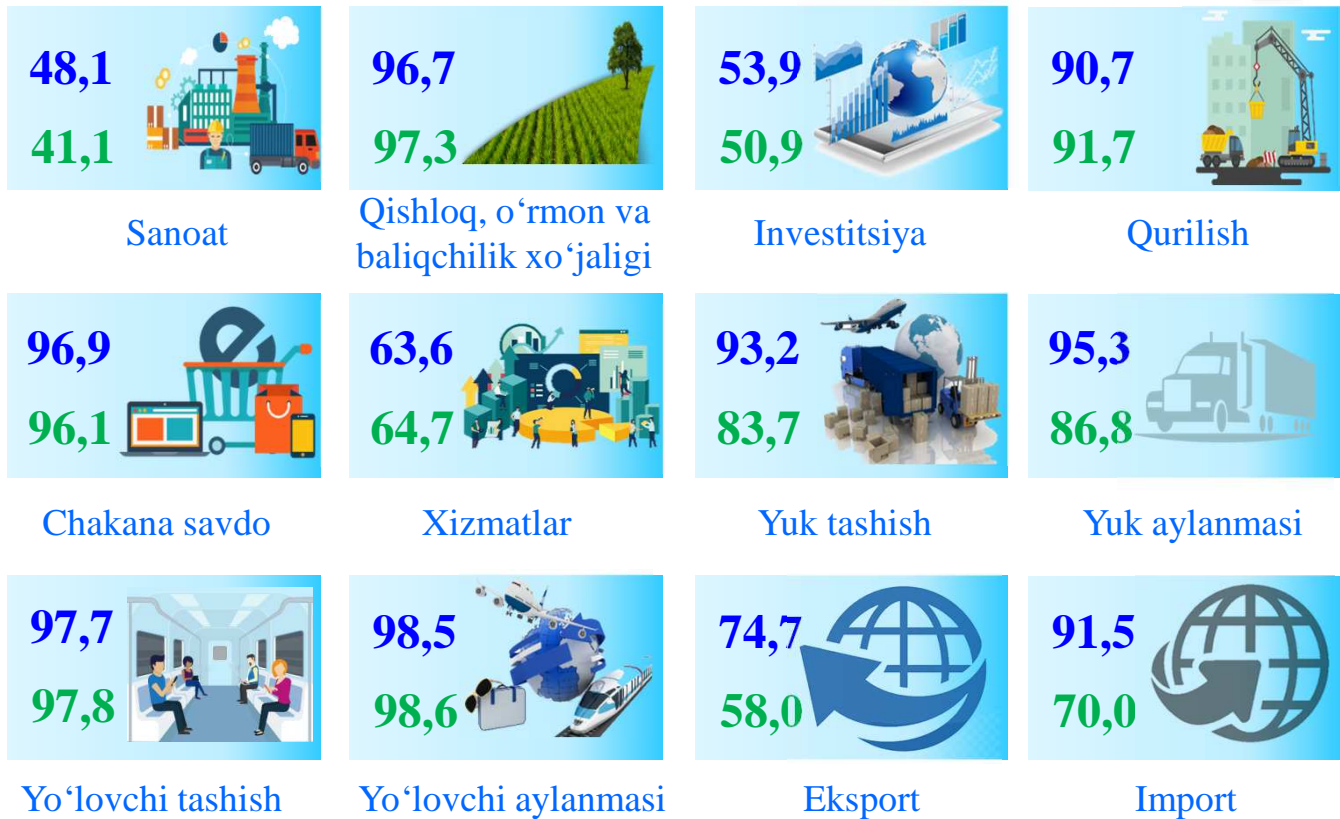 48,1
41,1
Sanoat
96,7
97,3
Qishloq, o‘rmon va
baliqchilik xo‘jaligi
53,9
50,9
Investitsiya
90,7
91,7
Qurilish
96,9
96,1
Chakana savdo
63,6
64,7
Xizmatlar
93,2
83,7
Yuk tashish
95,3
86,8
Yuk aylanmasi
97,7
97,8
Yo‘lovchi tashish
98,5
98,6
Yo‘lovchi aylanmasi
74,7
58,0
Eksport
91,5
70,0
Import